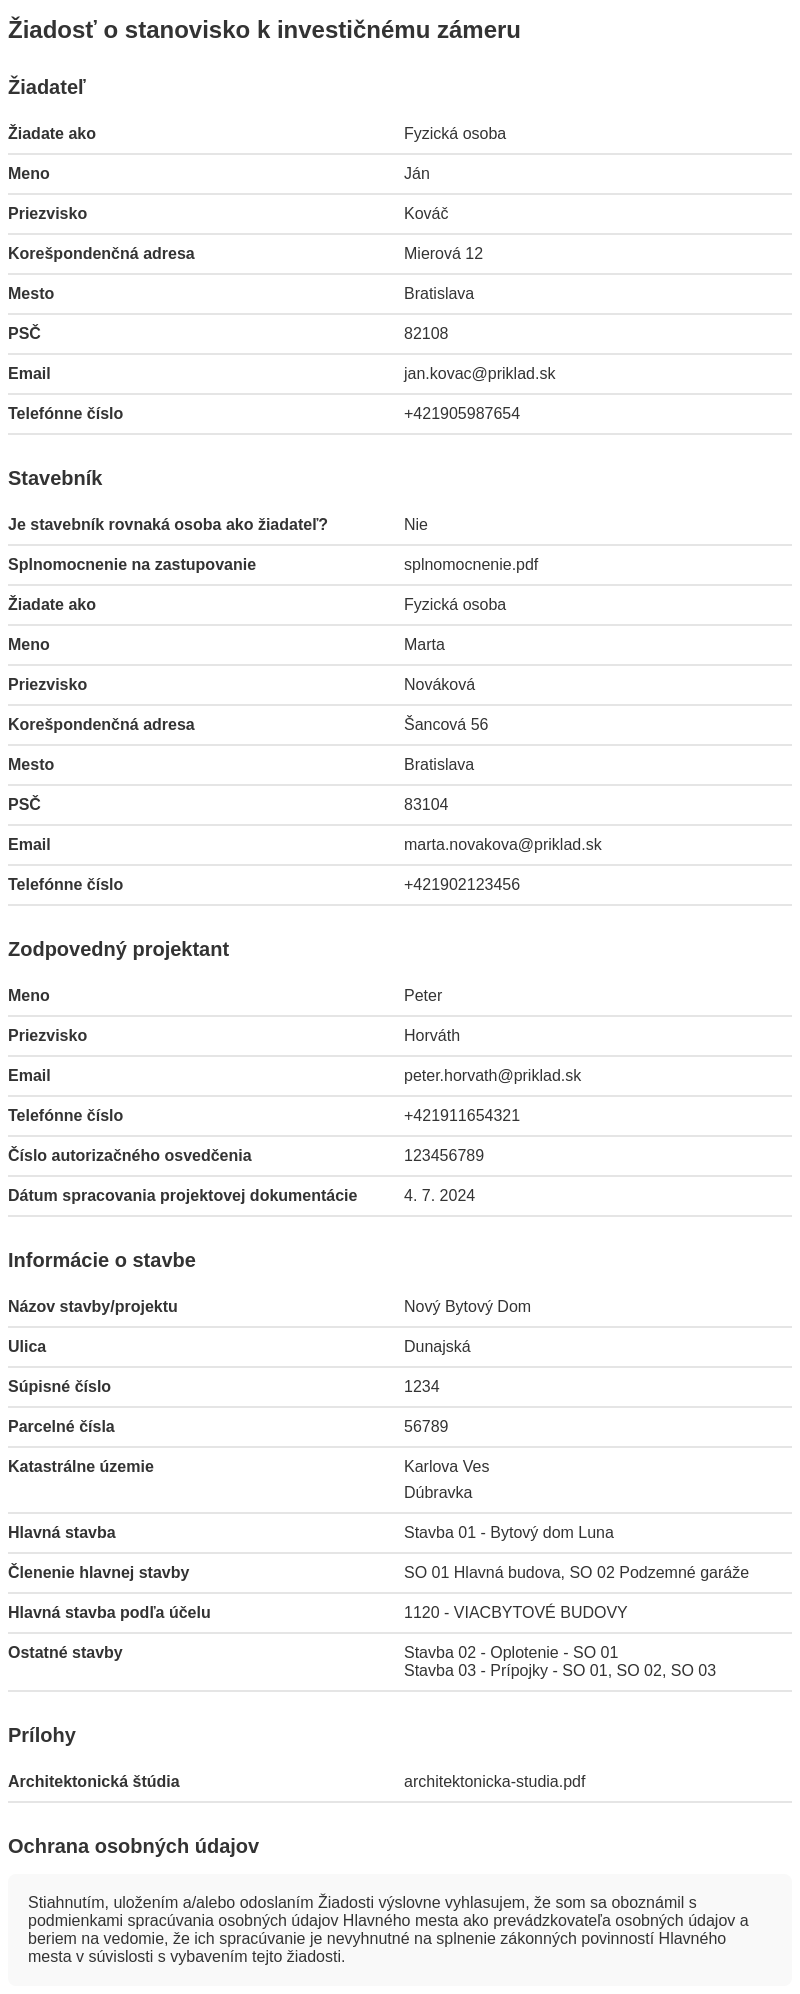 Žiadosť o stanovisko k investičnému zámeru
Žiadateľ
Žiadate ako Fyzická osoba
Meno Ján
Priezvisko Kováč
Korešpondenčná adresa Mierová 12
Mesto Bratislava
PSČ 82108
Email jan.kovac@priklad.sk
Telefónne číslo +421905987654
Stavebník
Je stavebník rovnaká osoba ako žiadateľ? Nie
Splnomocnenie na zastupovanie splnomocnenie.pdf
Žiadate ako Fyzická osoba
Meno Marta
Priezvisko Nováková
Korešpondenčná adresa Šancová 56
Mesto Bratislava
PSČ 83104
Email marta.novakova@priklad.sk
Telefónne číslo +421902123456
Zodpovedný projektant
Meno Peter
Priezvisko Horváth
Email peter.horvath@priklad.sk
Telefónne číslo +421911654321
Číslo autorizačného osvedčenia 123456789
Dátum spracovania projektovej dokumentácie 4. 7. 2024
Informácie o stavbe
Názov stavby/projektu Nový Bytový Dom
Ulica Dunajská
Súpisné číslo 1234
Parcelné čísla 56789
Katastrálne územie Karlova Ves
Dúbravka
Hlavná stavba Stavba 01 - Bytový dom Luna
Členenie hlavnej stavby SO 01 Hlavná budova, SO 02 Podzemné garáže
Hlavná stavba podľa účelu 1120 - VIACBYTOVÉ BUDOVY
Ostatné stavby Stavba 02 - Oplotenie - SO 01
Stavba 03 - Prípojky - SO 01, SO 02, SO 03
Prílohy
Architektonická štúdia architektonicka-studia.pdf
Ochrana osobných údajov
Stiahnutím, uložením a/alebo odoslaním Žiadosti výslovne vyhlasujem, že som sa oboznámil s
podmienkami spracúvania osobných údajov Hlavného mesta ako prevádzkovateľa osobných údajov a
beriem na vedomie, že ich spracúvanie je nevyhnutné na splnenie zákonných povinností Hlavného
mesta v súvislosti s vybavením tejto žiadosti.